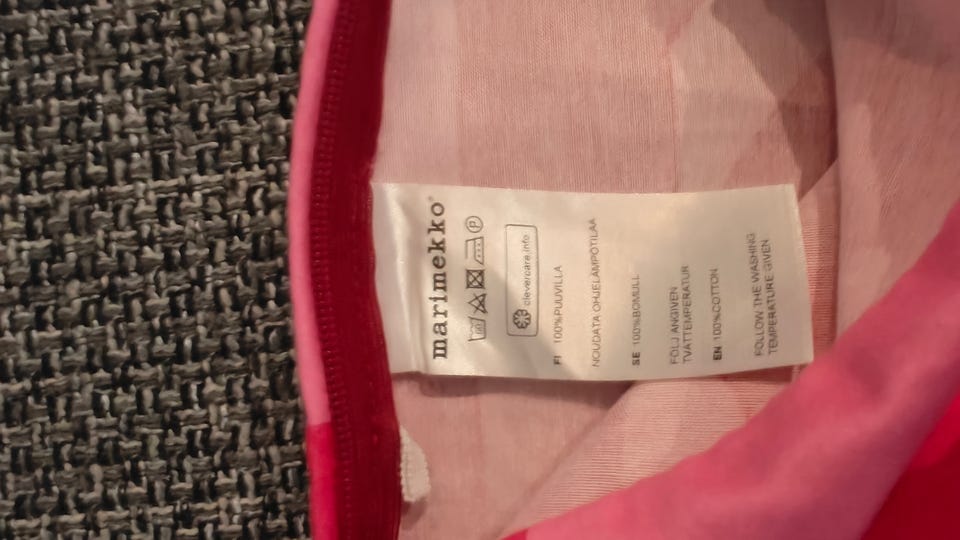 marimekko®
P
clevercare.info
FI 100%PUUVILLA
NOUDATA OHJELÄMPÖTILAA
SE 100%BOMULL
FÖLJ ANGIVEN
TVÄTTEMPERATUR
EN 100%COTTON
FOLLOW THE WASHING
TEMPERATURE GIVEN